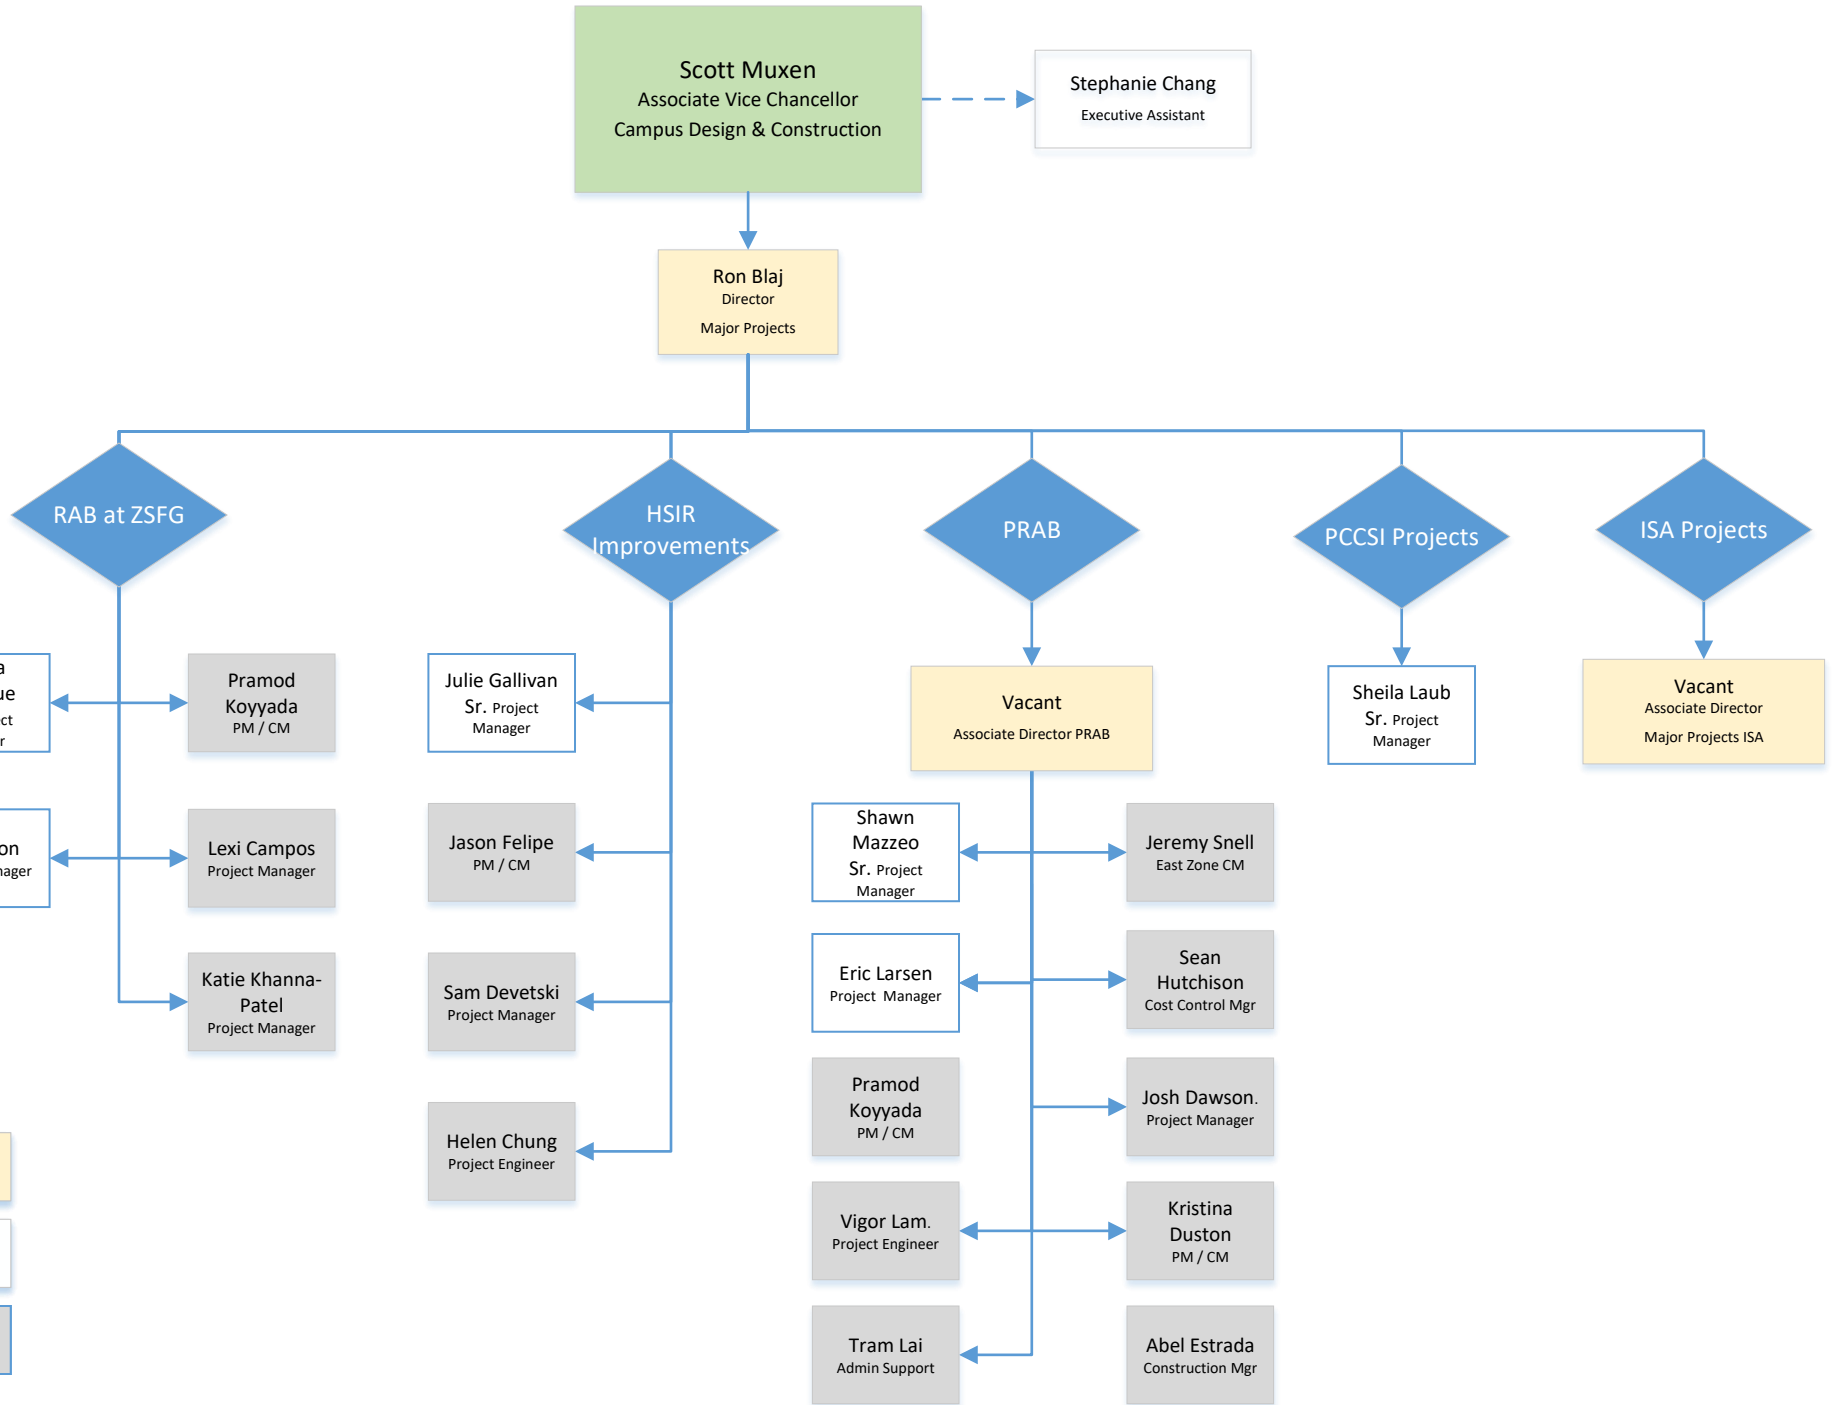 Scott Muxen
Associate Vice Chancellor
Campus Design & Construction
Stephanie Chang
Executive Assistant
Ron Blaj
Director
Major Projects
RAB at ZSFG
HSIR
Improvements
PRAB
PCCSI Projects
ISA Projects
Pramod
Koyyada
PM / CM
Lexi Campos
Project Manager
Katie Khanna-
Patel
Project Manager
Julie Gallivan
Sr. Project
Manager
Jason Felipe
PM / CM
Sam Devetski
Project Manager
Helen Chung
Project Engineer
Vacant
Associate Director PRAB
Shawn
Mazzeo
Sr. Project
Manager
Jeremy Snell
East Zone CM
Eric Larsen
Project Manager
Sean
Hutchison
Cost Control Mgr
Pramod
Koyyada
PM / CM
Josh Dawson.
Project Manager
Vigor Lam.
Project Engineer
Kristina
Duston
PM / CM
Tram Lai
Admin Support
Abel Estrada
Construction Mgr
Sheila Laub
Sr. Project
Manager
Vacant
Associate Director
Major Projects ISA